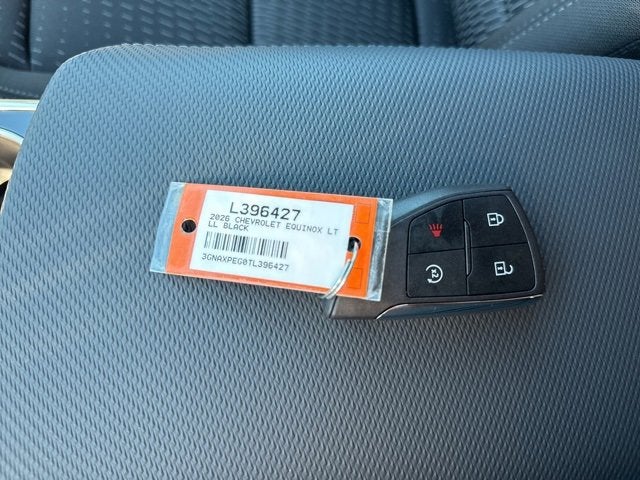 L396427
2026 CHEVROLET EQUINOX LT
LL BLACK
3GNAXPEG0TL396427